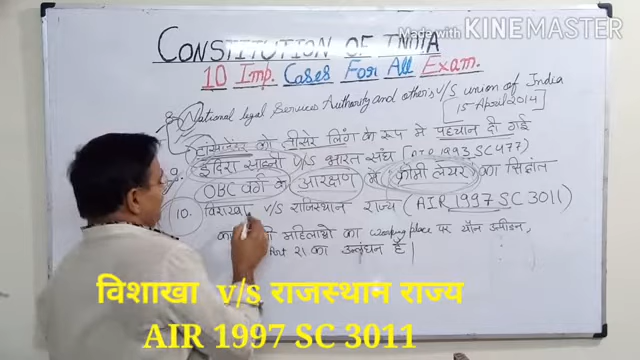 Made with KINEMASTER
CONSTITUTION OF INDIA
10 Imp. Cases For All Exam.
8. National legal Services Authority and other's V/S union of India
15-April 2014
ट्रांसजेंडर को तीसरे लिंग के रूप में पहचान दी गई
9. इंदिरा साहनी V/S भारत संघ 1993 SC 477)
OBC वर्ग के आरक्षण में क्रीमी लेयर का सिद्धांत
10. विशाखा V/S राजिस्थान राज्य (AIR 1997 SC 3011)
महिलाओं का working place पर यौन उत्पीड़न,
Art 21 का उल्लंघन है |
विशाखा v/s राजस्थान राज्य
AIR 1997 SC 3011